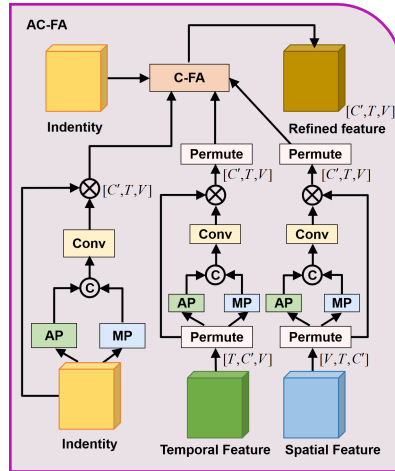 AC-FA
C-FA
Indentity
Refined feature
[C′,T,V]
Permute
Permute
[C′,T,V]
[C′,T,V]
[C′,T,V]
Conv
Conv
Conv
C
C
C
AP
MP
AP
MP
AP
MP
Permute
Permute
[T,C′,V]
[V,T,C′]
Indentity
Temporal Feature
Spatial Feature